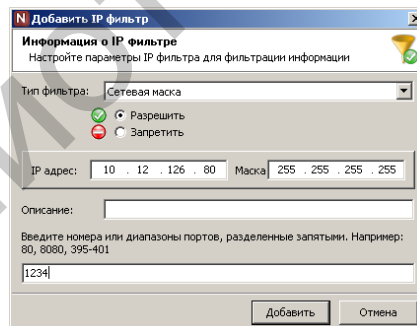 N Добавить IP фильтр
Информация о IP фильтре
Настройте параметры IP фильтра для фильтрации информации
Тип фильтра: Сетевая маска
Разрешить
Запретить
IP адрес: 10 . 12 . 126 . 80 Маска 255 . 255 . 255 . 255
Описание:
Введите номера или диапазоны портов, разделенные запятыми. Например:
80, 8080, 395-401
1234
Добавить Отмена